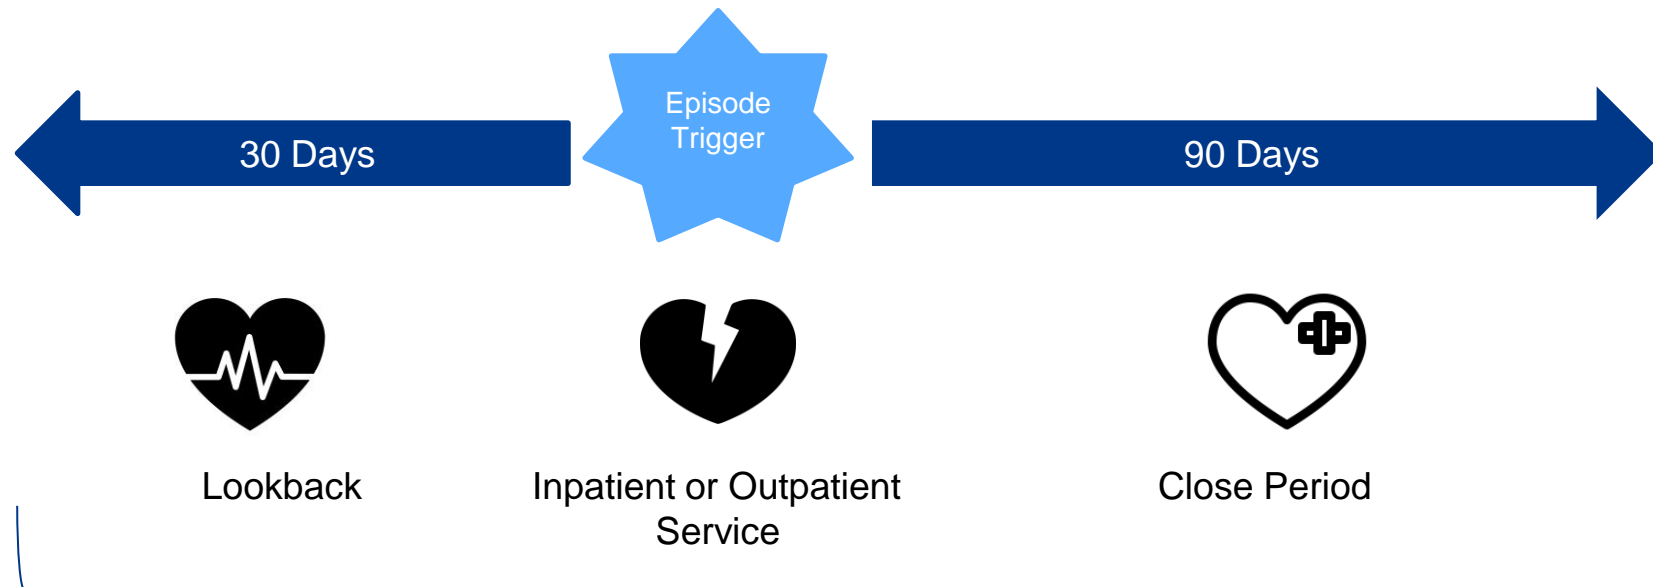 Episode
Trigger
30 Days
90 Days
Lookback
Inpatient or Outpatient
Service
Close Period